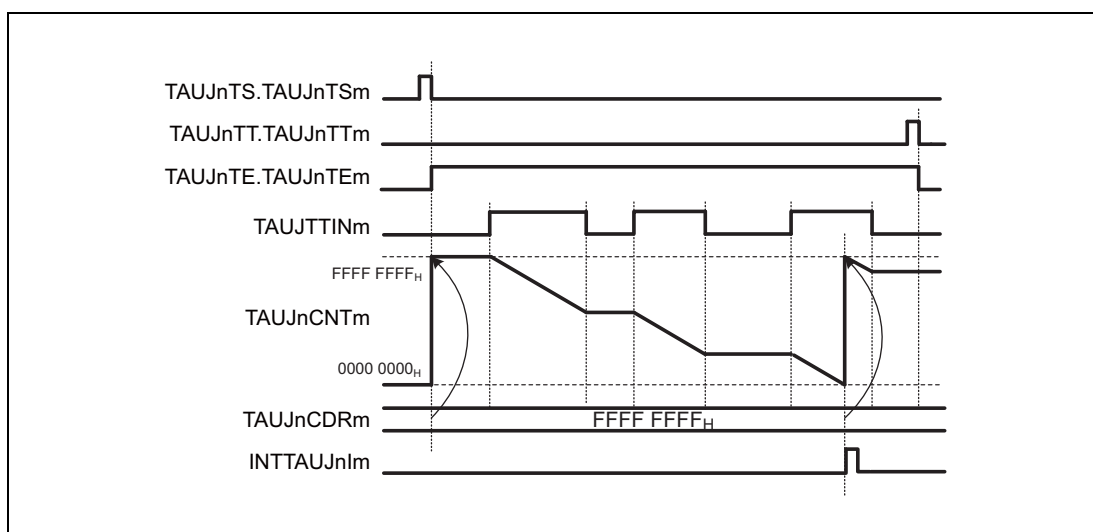 TAUJnTS.TAUJnTSm
TAUJnTT.TAUJnTTm
TAUJnTE.TAUJnTEm
TAUJTTINm
FFFF FFFFH
TAUJnCNTm
0000 0000H
TAUJnCDRm FFFF FFFFH
INTTAUJnIm